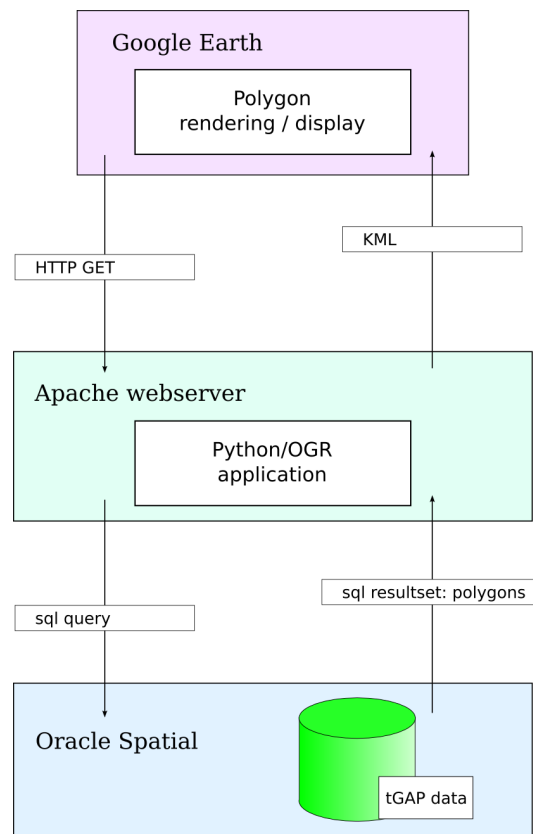 Google Earth
Polygon
rendering / display
KML
HTTP GET
Apache webserver
Python/OGR
application
sql resultset: polygons
sql query
Oracle Spatial
tGAP data